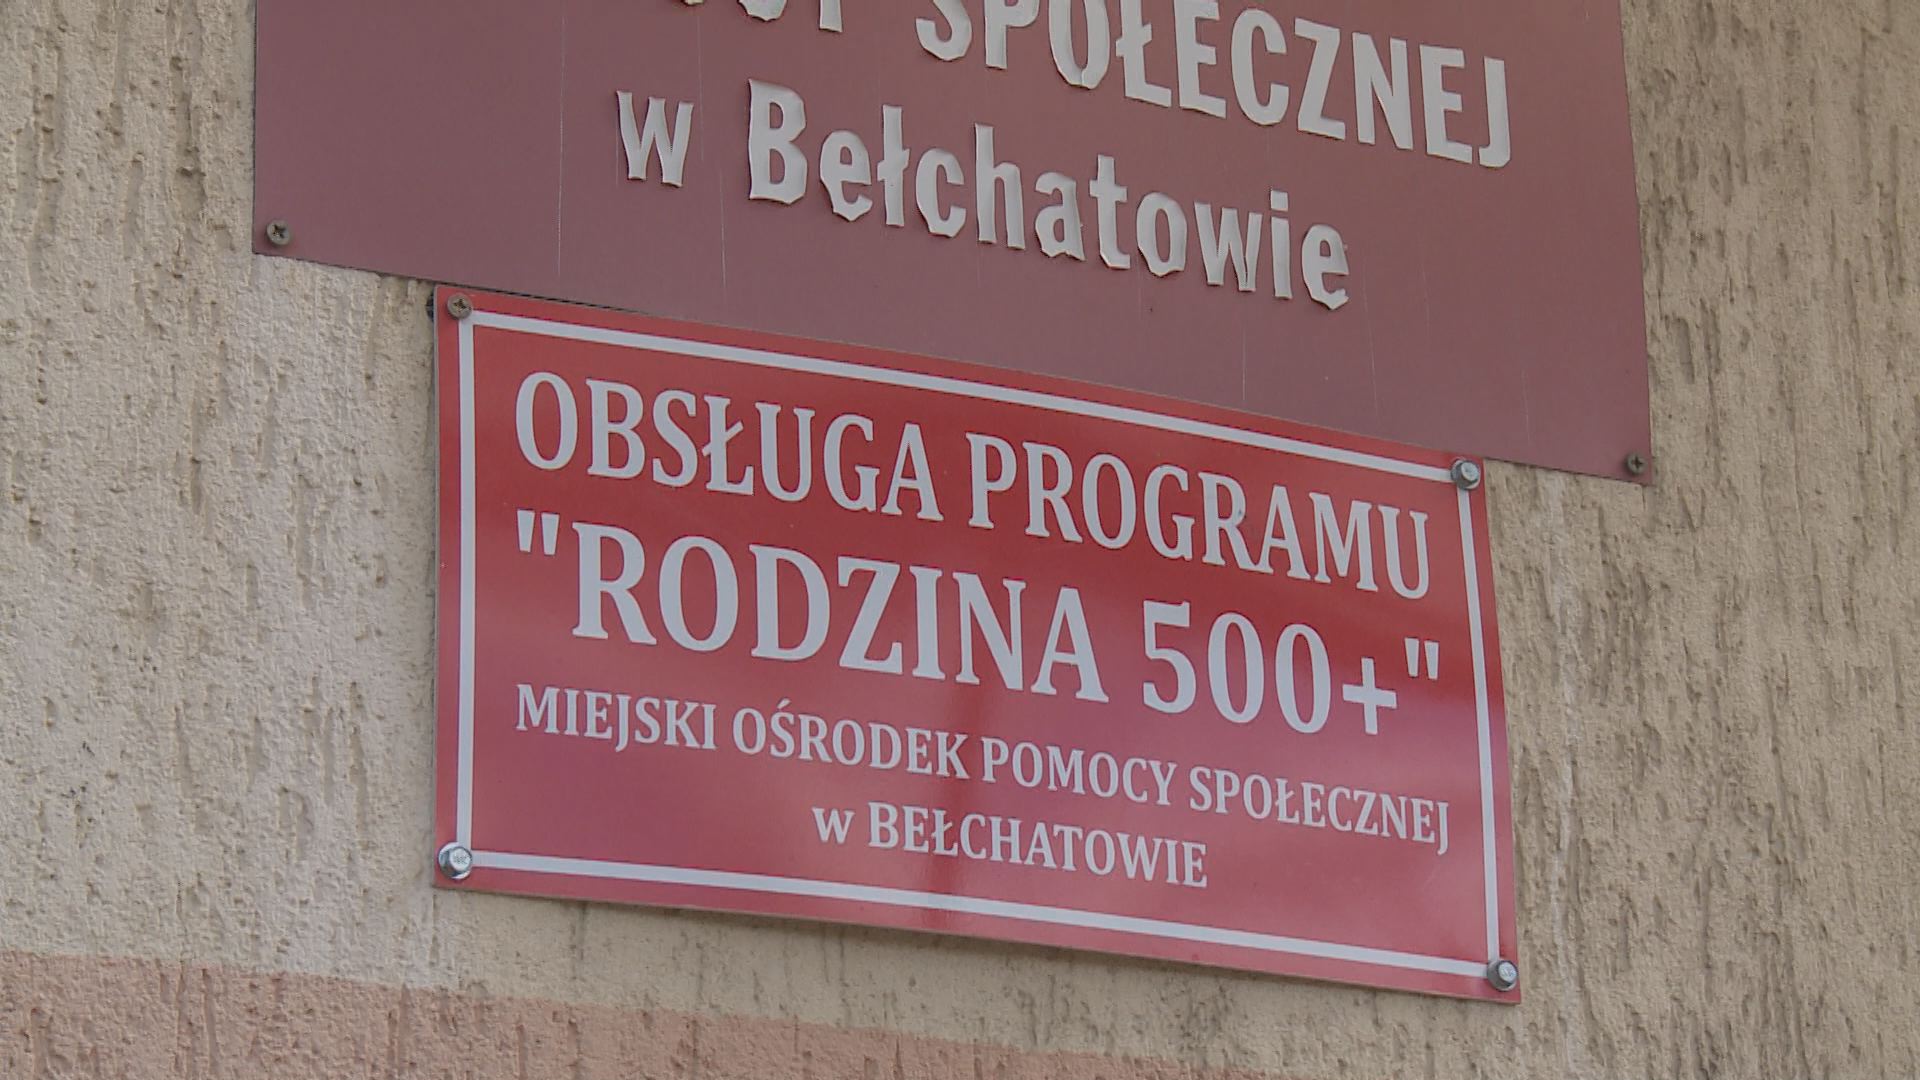 SPOŁECZNEJ
w Bełchatowie
OBSŁUGA PROGRAMU
"RODZINA 500+"
MIEJSKI OŚRODEK POMOCY SPOŁECZNEJ
w BEŁCHATOWIE